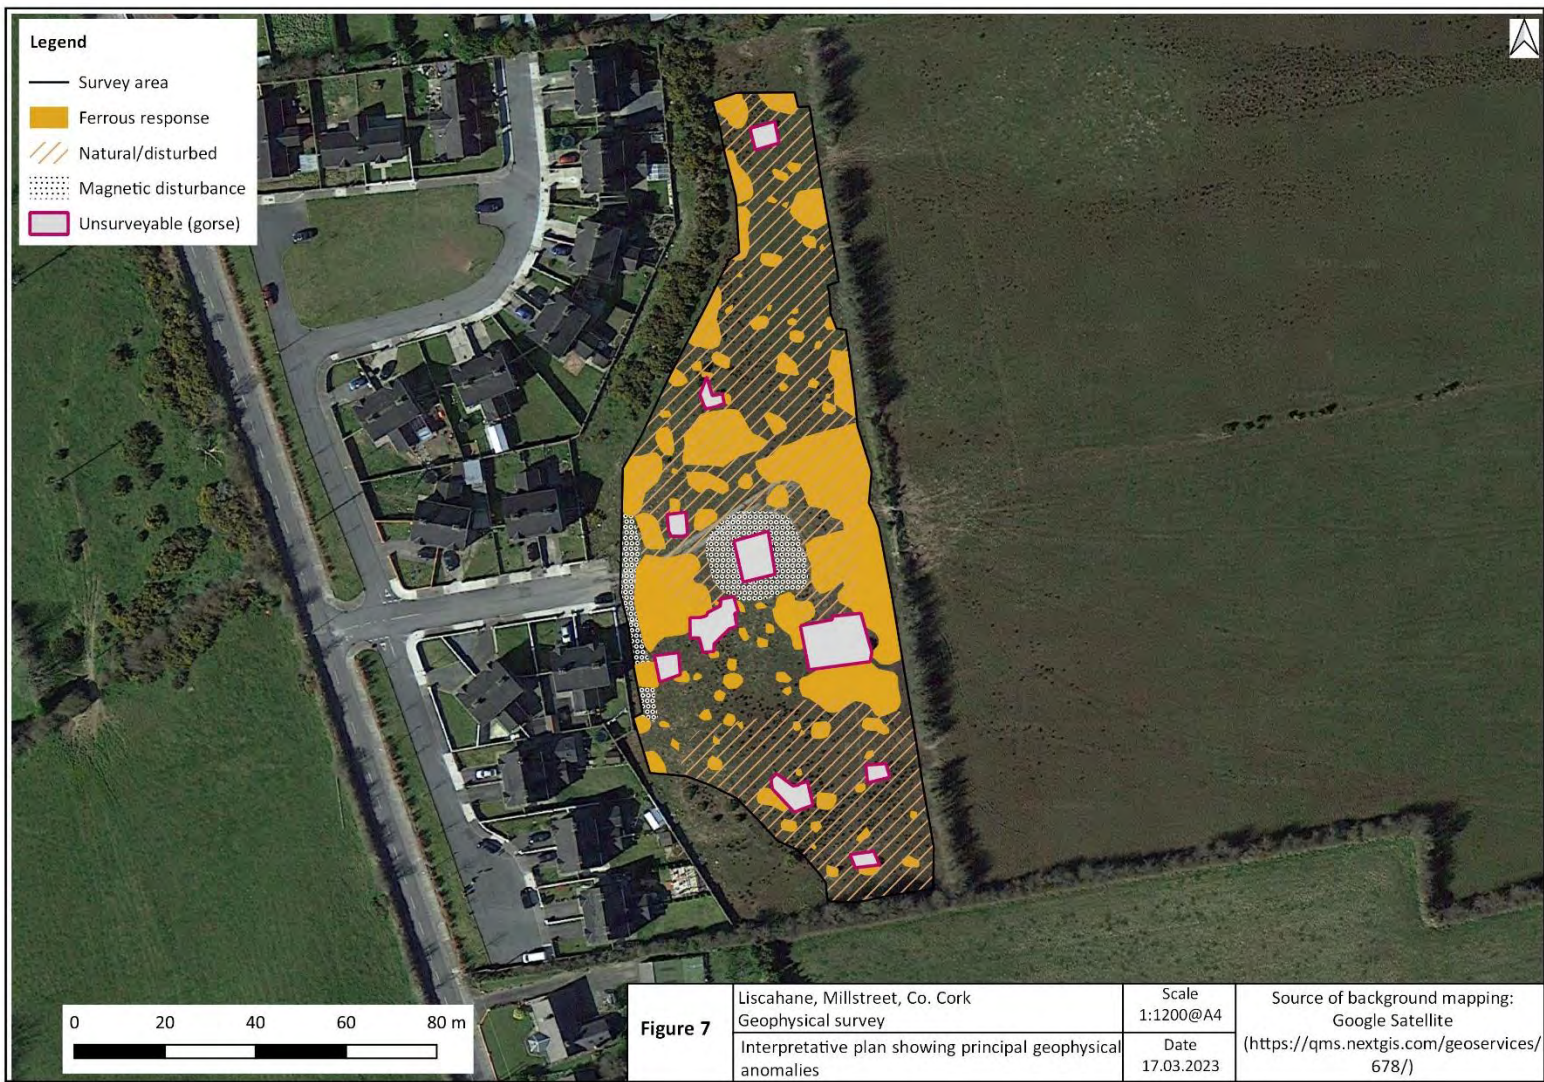 Legend
Survey area
Ferrous response
Natural/disturbed
Magnetic disturbance
Unsurveyable (gorse)
0 20 40 60 80 m
Figure 7
Liscahane, Millstreet, Co. Cork
Geophysical survey
Interpretative plan showing principal geophysical
anomalies
Scale
1:1200@A4
Date
17.03.2023
Source of background mapping:
Google Satellite
(https://qms.nextgis.com/geoservices/
678/)